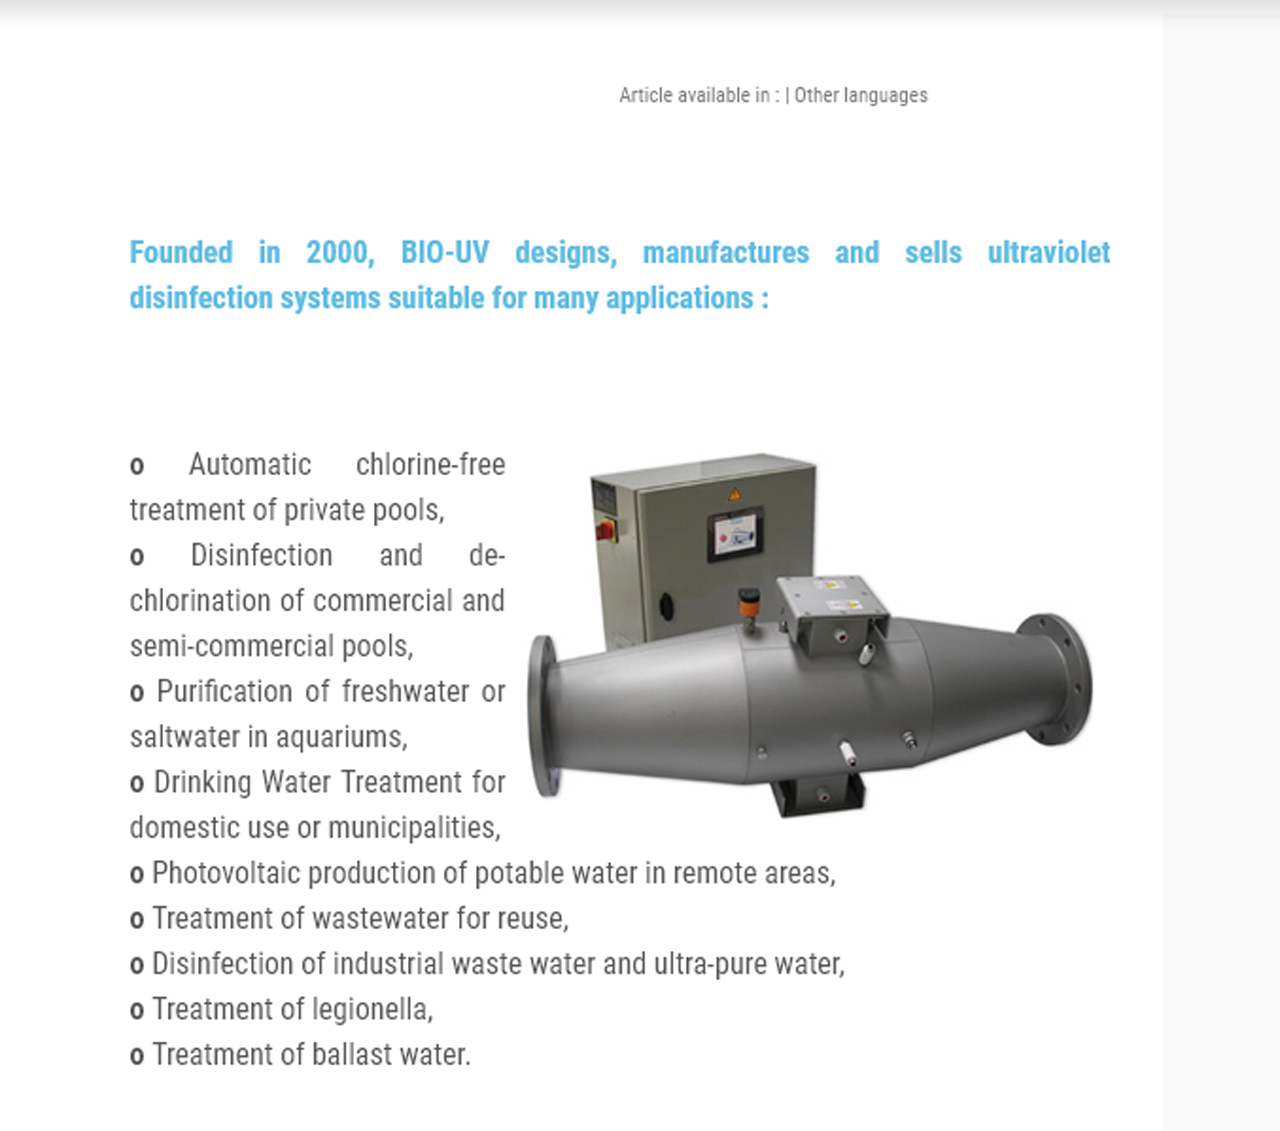 Article available in : | Other languages
Founded in 2000, BIO-UV designs, manufactures and sells ultraviolet
disinfection systems suitable for many applications :
o Automatic chlorine-free
treatment of private pools,
o Disinfection and de-
chlorination of commercial and
semi-commercial pools,
o Purification of freshwater or
saltwater in aquariums,
o Drinking Water Treatment for
domestic use or municipalities,
o Photovoltaic production of potable water in remote areas,
o Treatment of wastewater for reuse,
o Disinfection of industrial waste water and ultra-pure water,
o Treatment of legionella,
o Treatment of ballast water.